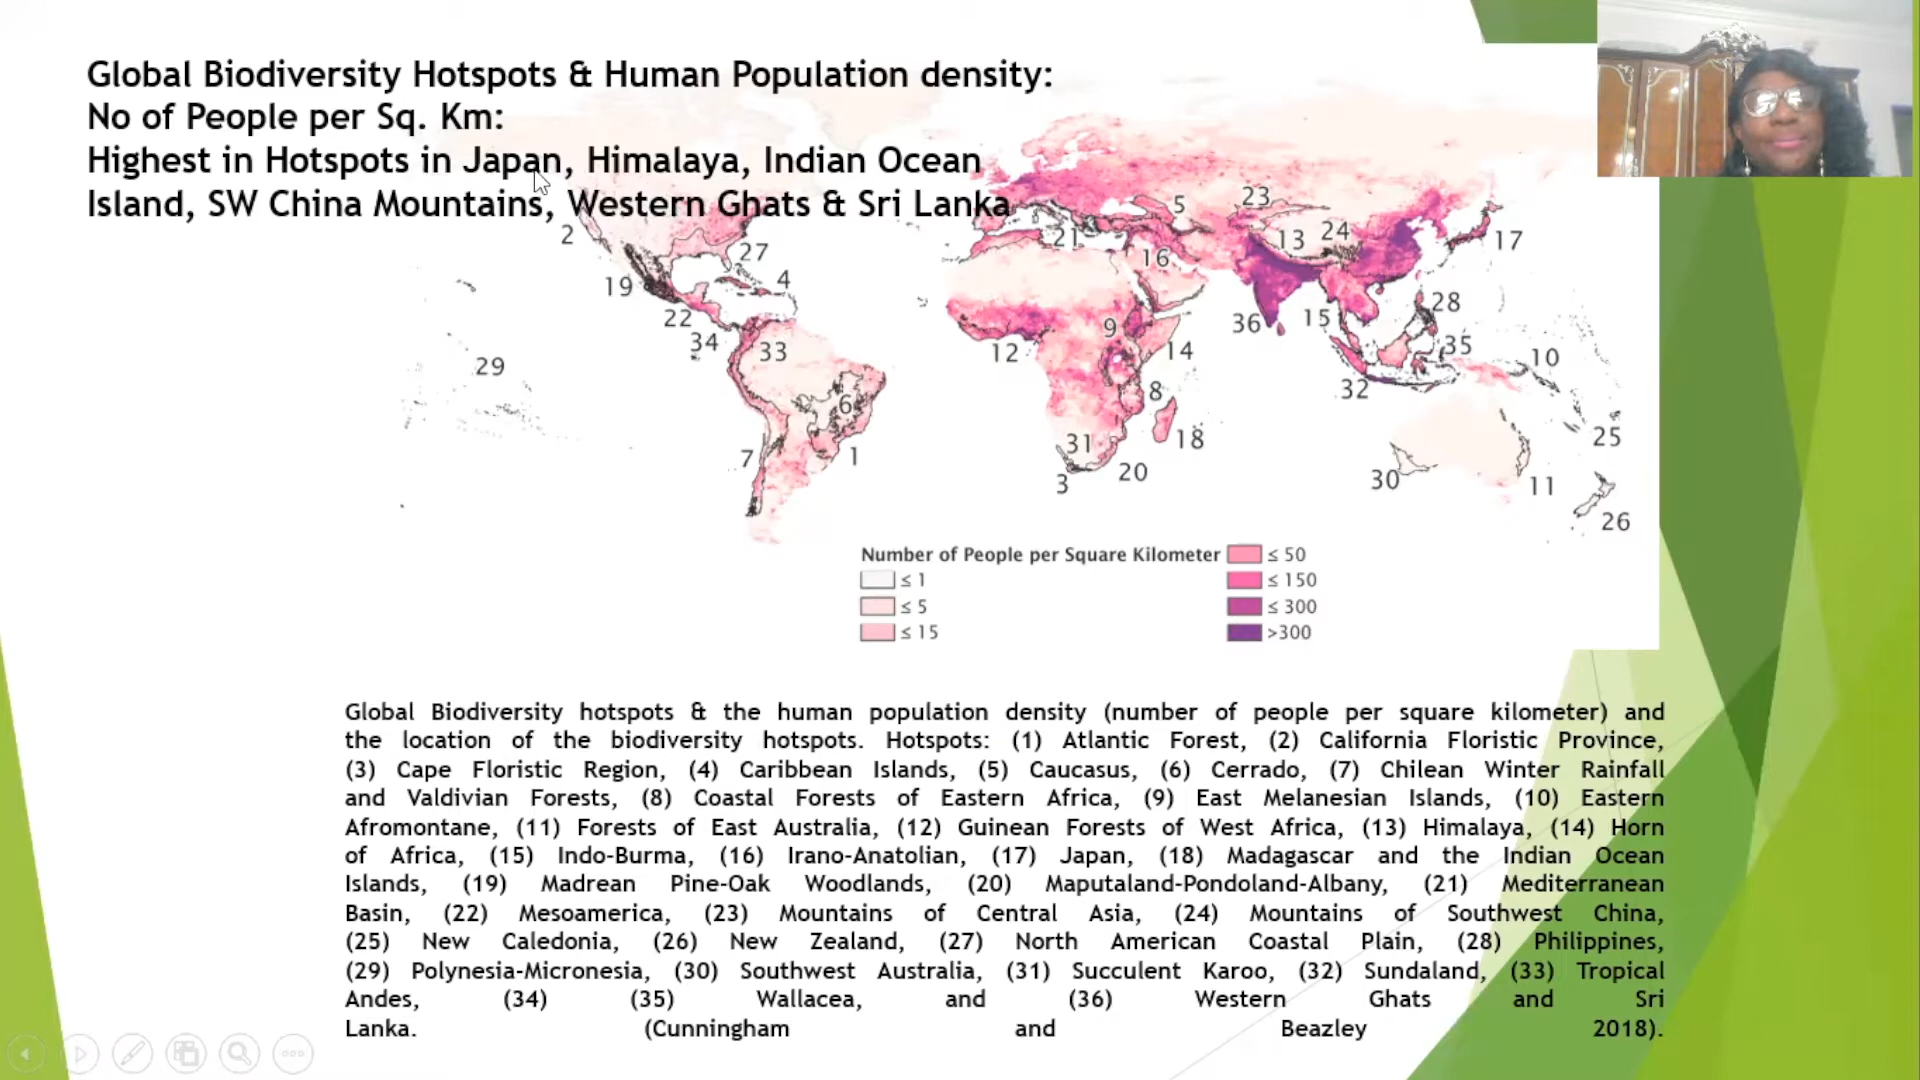 Global Biodiversity Hotspots & Human Population density:
No of People per Sq. Km:
Highest in Hotspots in Japan, Himalaya, Indian Ocean
Island, SW China Mountains, Western Ghats & Sri Lanka
2
27
19
4
22
34
33
29
6
7
1
5
23
21
13
24
16
17
9
36
15
28
12
14
35
10
8
32
31
18
25
3
20
30
11
26
Number of People per Square Kilometer
≤ 1
≤ 5
≤ 15
≤ 50
≤ 150
≤ 300
>300
Global Biodiversity hotspots & the human population density (number of people per square kilometer) and
the location of the biodiversity hotspots. Hotspots: (1) Atlantic Forest, (2) California Floristic Province,
(3) Cape Floristic Region, (4) Caribbean Islands, (5) Caucasus, (6) Cerrado, (7) Chilean Winter Rainfall
and Valdivian Forests, (8) Coastal Forests of Eastern Africa, (9) East Melanesian Islands, (10) Eastern
Afromontane, (11) Forests of East Australia, (12) Guinean Forests of West Africa, (13) Himalaya, (14) Horn
of Africa, (15) Indo-Burma, (16) Irano-Anatolian, (17) Japan, (18) Madagascar and the Indian Ocean
Islands, (19) Madrean Pine-Oak Woodlands, (20) Maputaland-Pondoland-Albany, (21) Mediterranean
Basin, (22) Mesoamerica, (23) Mountains of Central Asia, (24) Mountains of Southwest China,
(25) New Caledonia, (26) New Zealand, (27) North American Coastal Plain, (28) Philippines,
(29) Polynesia-Micronesia, (30) Southwest Australia, (31) Succulent Karoo, (32) Sundaland, (33) Tropical
Andes, (34) (35) Wallacea, and (36) Western Ghats and Sri
Lanka. (Cunningham and Beazley 2018).